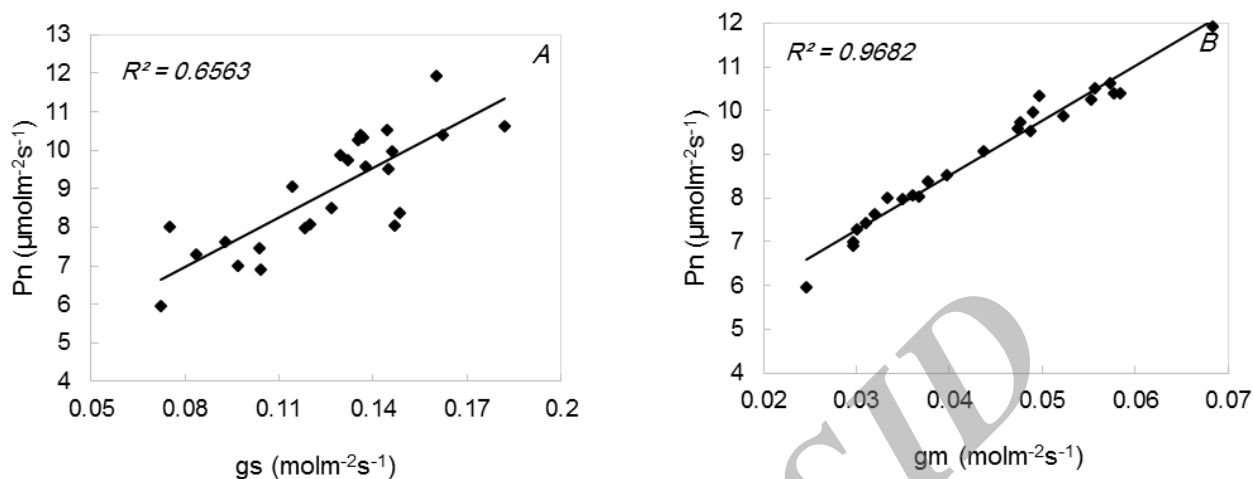 13
12
11
10
9
8
7
6
5
4
Pn (µmolm⁻²s⁻¹)
R² = 0.6563
A
0.05 0.08 0.11 0.14 0.17 0.2
gs (molm⁻²s⁻¹)
12
11
10
9
8
7
6
5
4
Pn (µmolm⁻²s⁻¹)
R² = 0.9682
B
0.02 0.03 0.04 0.05 0.06 0.07
gm (molm⁻²s⁻¹)
SID